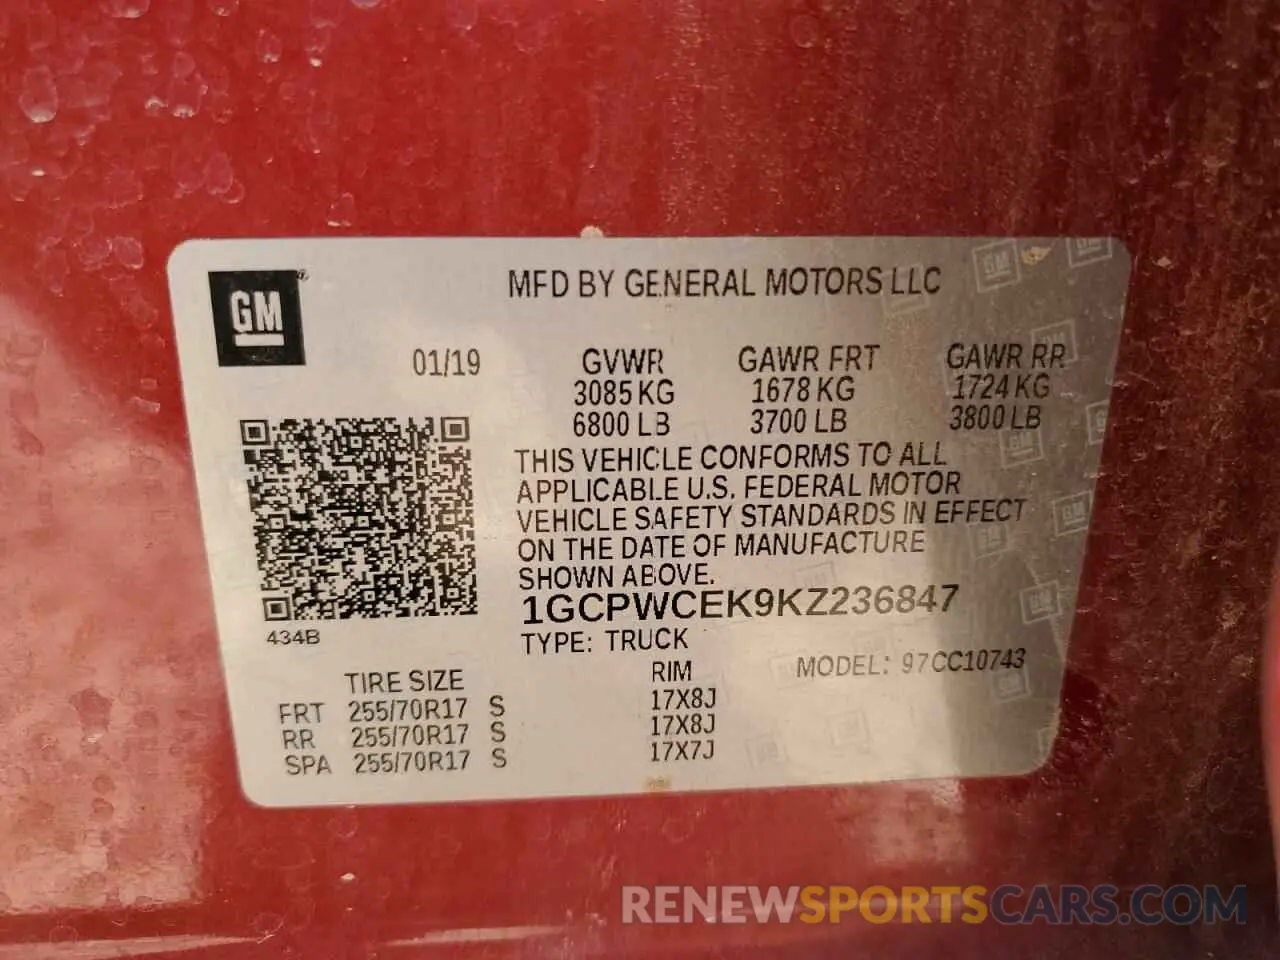 GM
MFD BY GENERAL MOTORS LLC
01/19 GVWR GAWR FRT GAWR RR
3085 KG 1678 KG 1724 KG
6800 LB 3700 LB 3800 LB
THIS VEHICLE CONFORMS TO ALL
APPLICABLE U.S. FEDERAL MOTOR
VEHICLE SAFETY STANDARDS IN EFFECT
ON THE DATE OF MANUFACTURE
SHOWN ABOVE.
1GCPWCEK9KZ236847
434B
TYPE: TRUCK
MODEL: 97CC10743
TIRE SIZE RIM
FRT 255/70R17 S 17X8J
RR 255/70R17 S 17X8J
SPA 255/70R17 S 17X7J
RENEWSPORTSCARS.COM